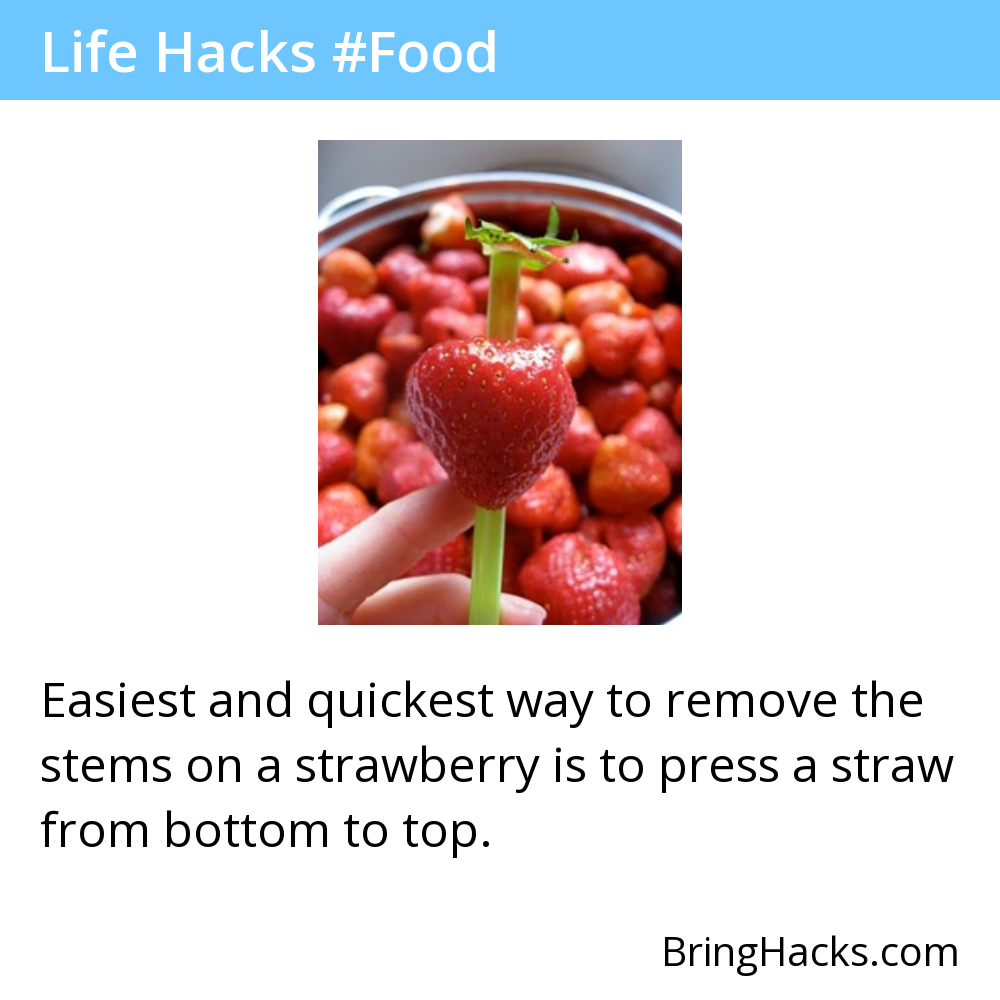 Life Hacks #Food
Easiest and quickest way to remove the
stems on a strawberry is to press a straw
from bottom to top.
BringHacks.com